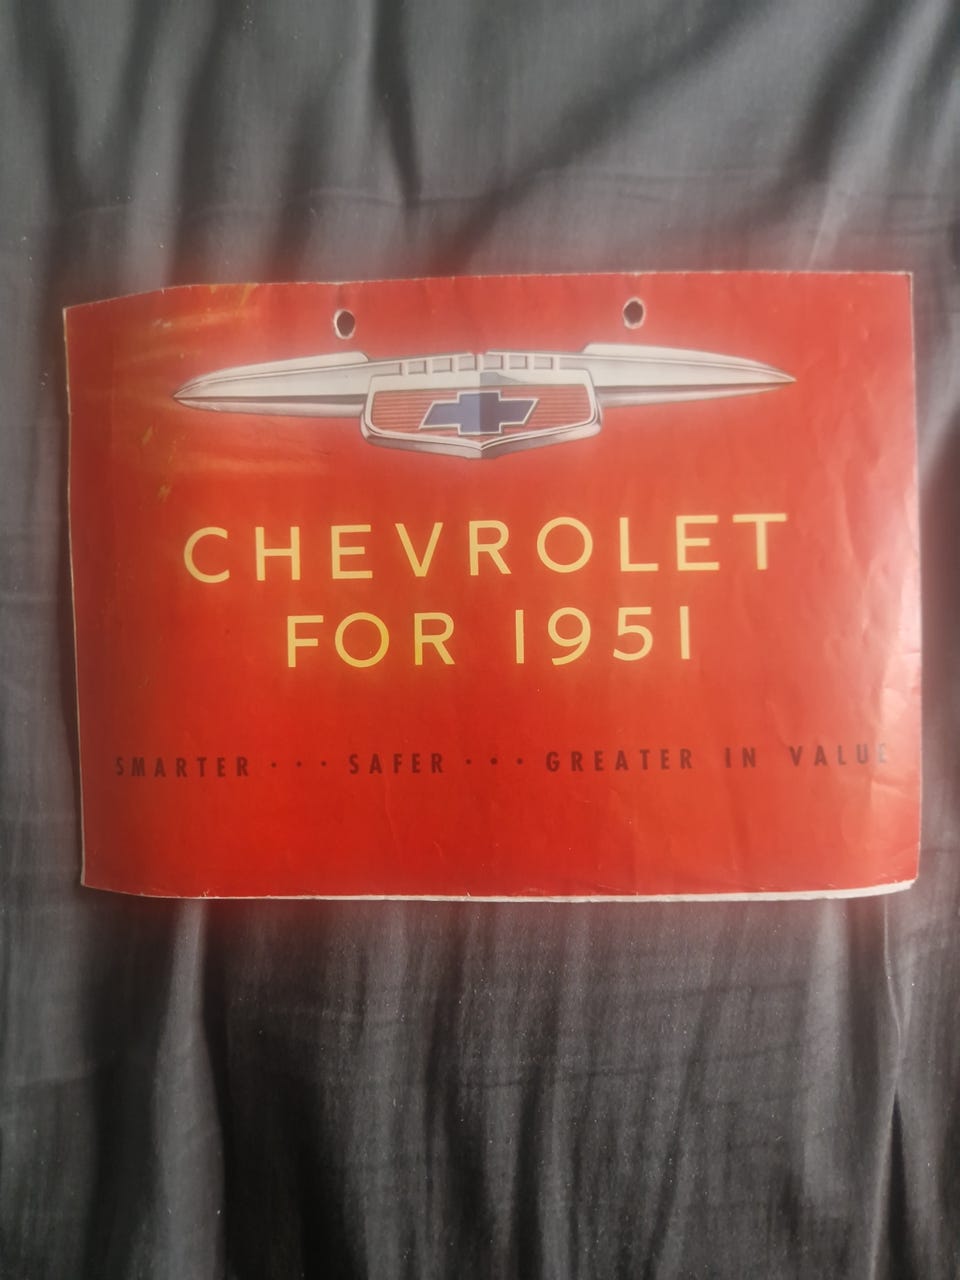 CHEVROLET
FOR 1951
SMARTER · · · SAFER · · · GREATER IN VALUE